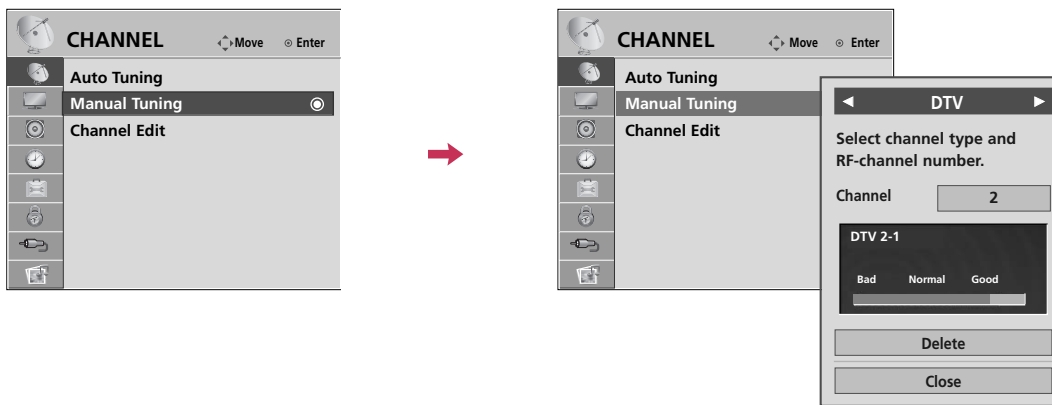 CHANNEL Move Enter
Auto Tuning
Manual Tuning
Channel Edit
CHANNEL Move Enter
Auto Tuning
Manual Tuning
Channel Edit
DTV
Select channel type and
RF-channel number.
Channel 2
DTV 2-1
Bad Normal Good
Delete
Close